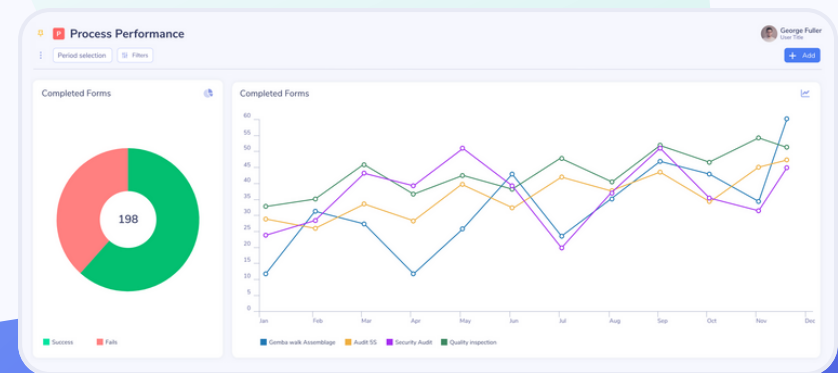 P Process Performance
George Fuller
User Title
Period selection
Filters
+ Add
Completed Forms
198
Success Fails
Completed Forms
60
55
50
45
40
35
30
25
20
15
10
5
0
Jan Feb Mar Apr May Jun Jul Aug Sep Oct Nov Dec
Gemba walk Assemblage Audit 5S Security Audit Quality inspection